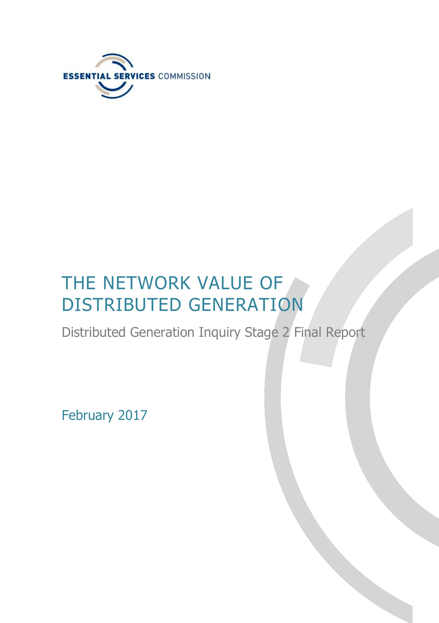 ESSENTIAL SERVICES COMMISSION
THE NETWORK VALUE OF
DISTRIBUTED GENERATION
Distributed Generation Inquiry Stage 2 Final Report
February 2017